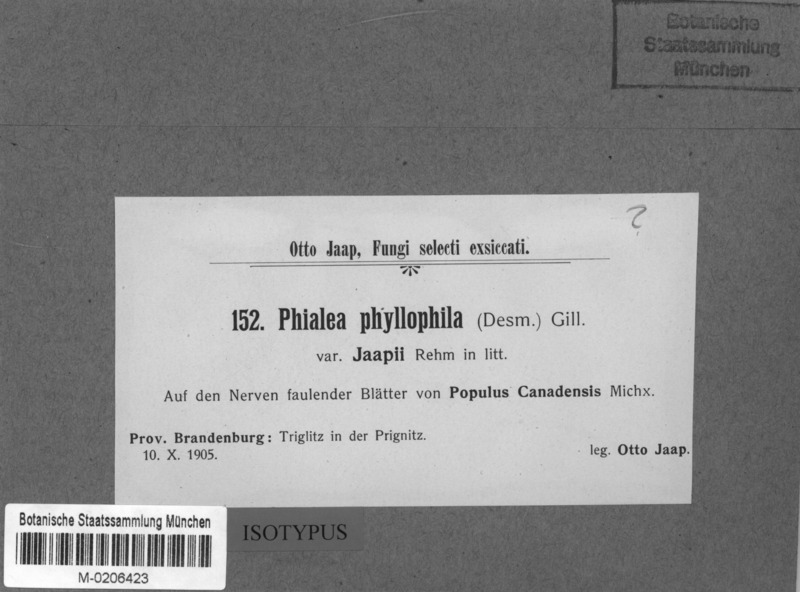 Botanische
Staatssammlung
München
?
Otto Jaap, Fungi selecti exsiccati.
152. Phialea phyllophila (Desm.) Gill.
var. Jaapii Rehm in litt.
Auf den Nerven faulender Blätter von Populus Canadensis Michx.
Prov. Brandenburg: Triglitz in der Prignitz.
10. X. 1905.
leg. Otto Jaap.
Botanische Staatssammlung München
M-0206423
ISOTYPUS